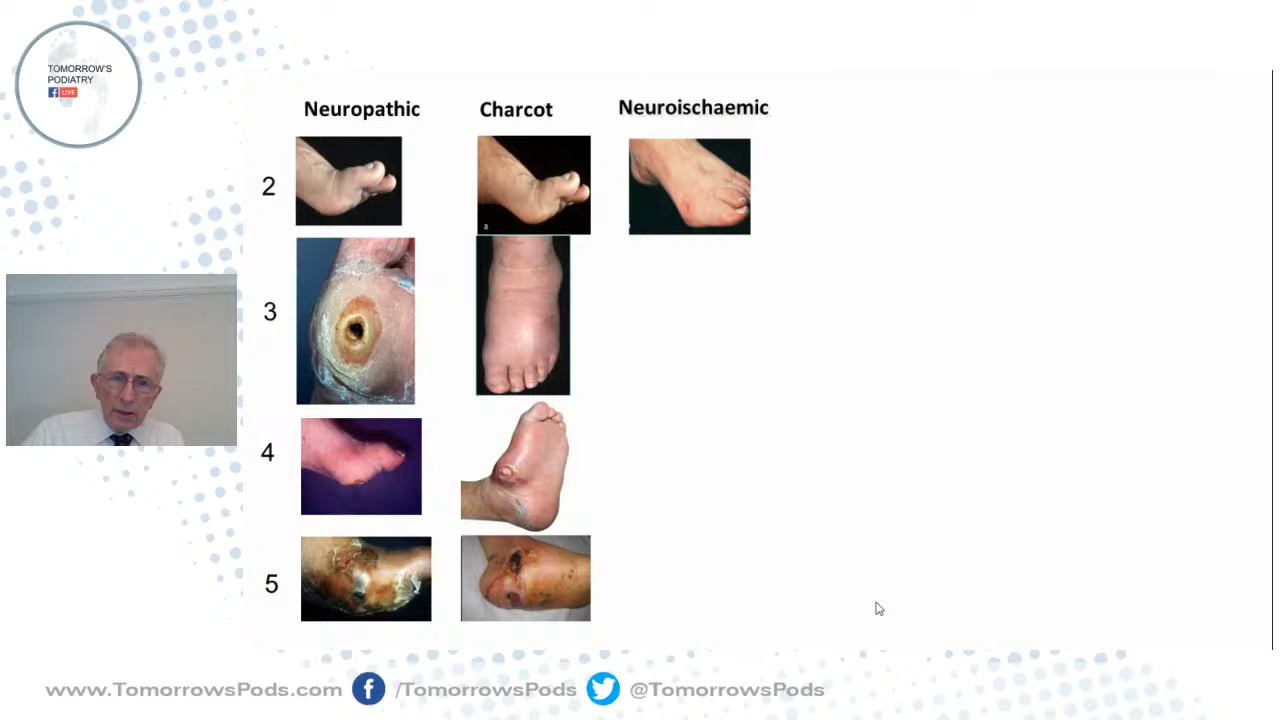 TOMORROW'S
PODIATRY
f LIVE
Neuropathic
Charcot
Neuroischaemic
2
a
3
4
5
www.TomorrowsPods.com
/TomorrowsPods
@TomorrowsPods